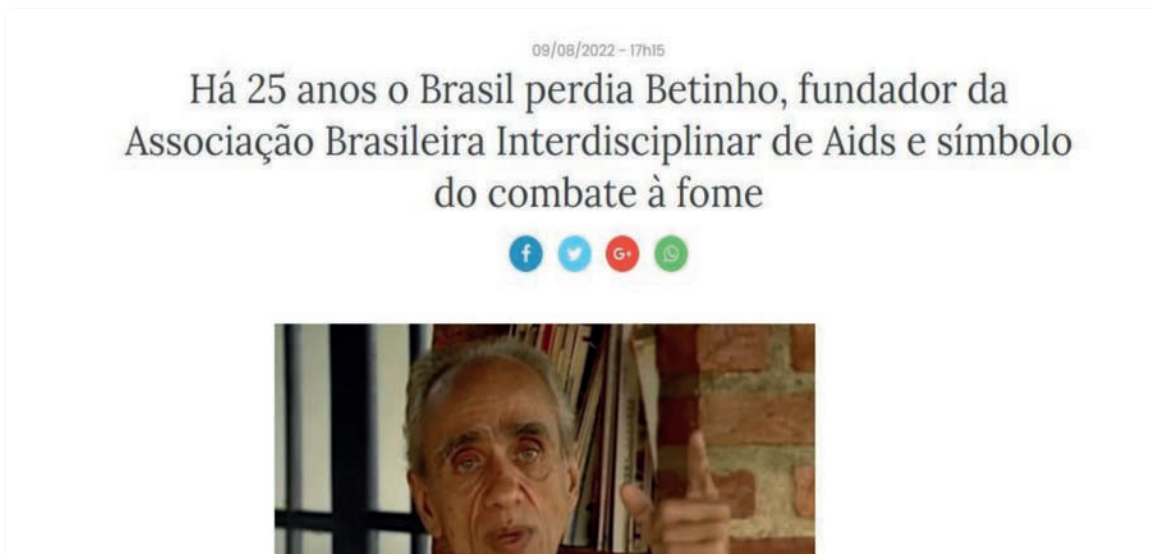 09/08/2022 - 17h15
Há 25 anos o Brasil perdia Betinho, fundador da
Associação Brasileira Interdisciplinar de Aids e símbolo
do combate à fome
f
G+